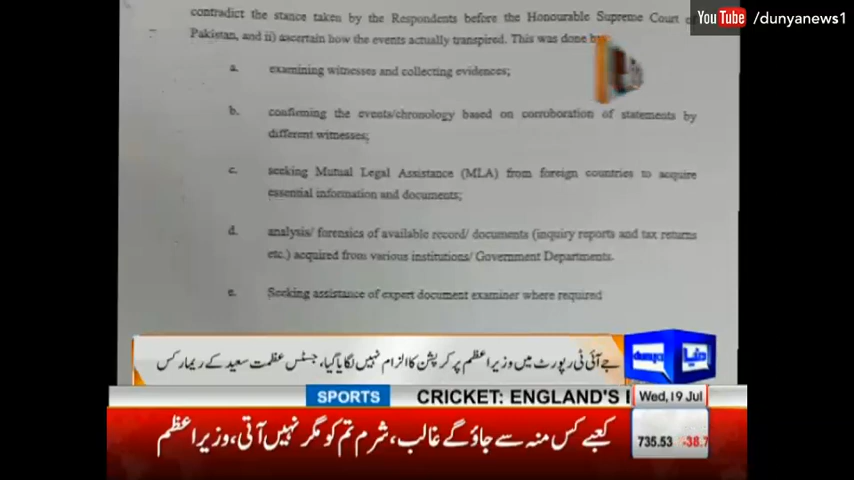 YouTube /dunyanews1
contradict the stance taken by the Respondents before the Honourable Supreme Court of
Pakistan, and ii) ascertain how the events actually transpired. This was done by
a. examining witnesses and collecting evidences;
b. confirming the events/chronology based on corroboration of statements by
different witnesses;
c. seeking Mutual Legal Assistance (MLA) from foreign countries to acquire
essential information and documents;
d. analysis/ forensics of available record/ documents (inquiry reports and tax returns
etc.) acquired from various institutions/ Government Departments.
e. Seeking assistance of expert document examiner where required
جے آئی ٹی رپورٹ میں وزیراعظم پر کرپشن کا الزام نہیں لگایا گیا، جسٹس عظمت سعید کے ریمارکس
دنیا
SPORTS CRICKET: ENGLAND'S Wed, 19 Jul
کعبے کس منہ سے جاؤ گے غالب، شرم تم کو مگر نہیں آتی، وزیراعظم
735.53 -38.7